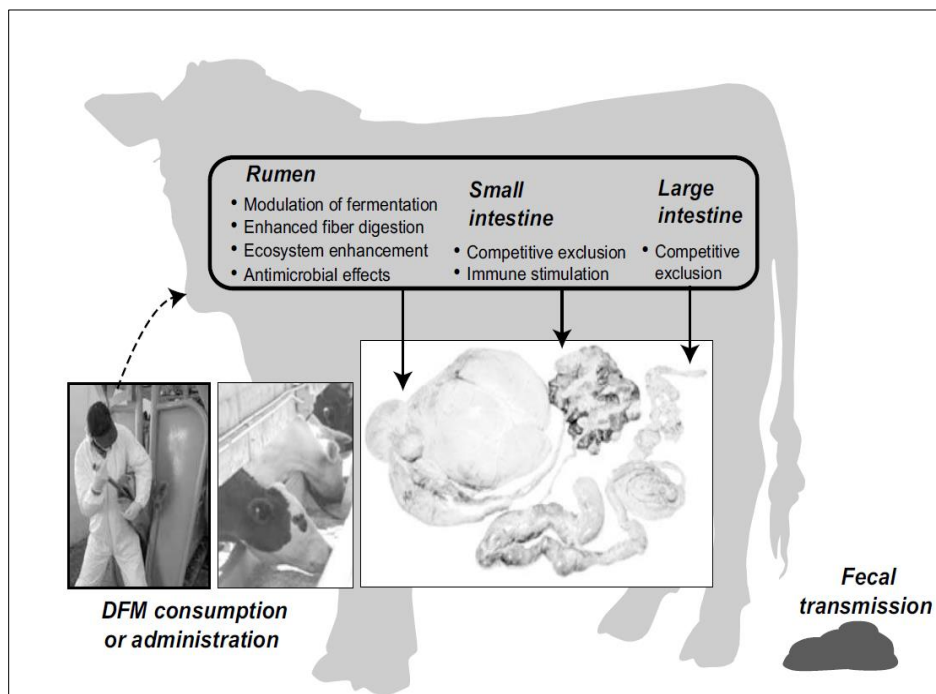 Rumen
• Modulation of fermentation
• Enhanced fiber digestion
• Ecosystem enhancement
• Antimicrobial effects
Small
intestine
• Competitive exclusion
• Immune stimulation
Large
intestine
• Competitive
exclusion
DFM consumption
or administration
Fecal
transmission